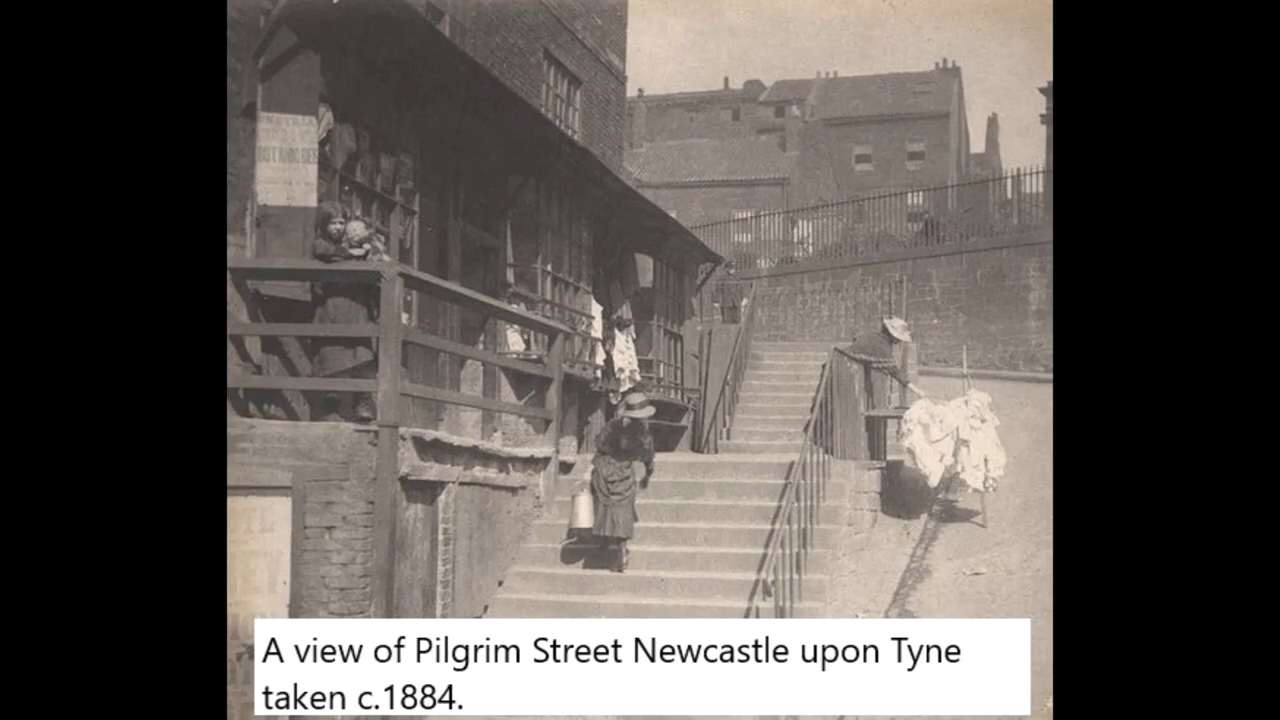 A view of Pilgrim Street Newcastle upon Tyne
taken c.1884.